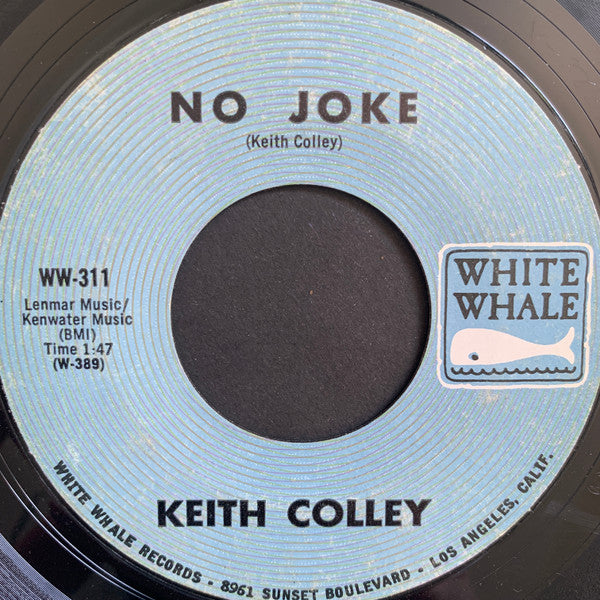 NO JOKE
(Keith Colley)
WW-311
Lenmar Music/
Kenwater Music
(BMI)
Time 1:47
(W-389)
WHITE
WHALE
KEITH COLLEY
WHITE WHALE RECORDS - 8961 SUNSET BOULEVARD - LOS ANGELES, CALIF.